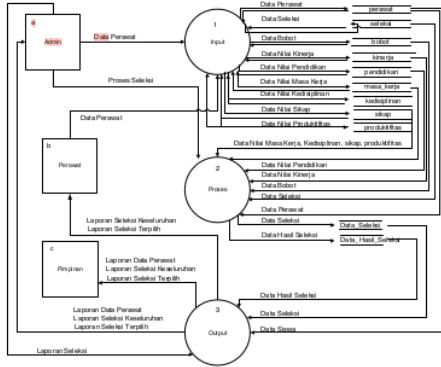 a
Admin
Data Perawat
Proses Seleksi
Data Perawat
b
Perawat
c
Pimpinan
1
Input
2
Proses
3
Output
Data Perawat
perawat
Data Seleksi
seleksi
Data Bobot
bobot
Data Nilai Kinerja
kinerja
Data Nilai Pendidikan
pendidikan
Data Nilai Masa Kerja
masa_kerja
Data Nilai Kedisiplinan
kedisiplinan
Data Nilai Sikap
sikap
Data Nilai Produktifitas
produktifitas
Data Nilai Masa Kerja, Kedisiplinan, sikap, produktifitas
Data Nilai Pendidikan
Data Nilai Kinerja
Data Bobot
Data Seleksi
Data Perawat
Data Seleksi
Data_Seleksi
Data Hasil Seleksi
Data_Hasil_Seleksi
Laporan Seleksi Keseluruhan
Laporan Seleksi Terpilih
Laporan Data Perawat
Laporan Seleksi Keseluruhan
Laporan Seleksi Terpilih
Laporan Data Perawat
Laporan Seleksi Keseluruhan
Laporan Seleksi Terpilih
Laporan Seleksi
Data Hasil Seleksi
Data Seleksi
Data Siswa